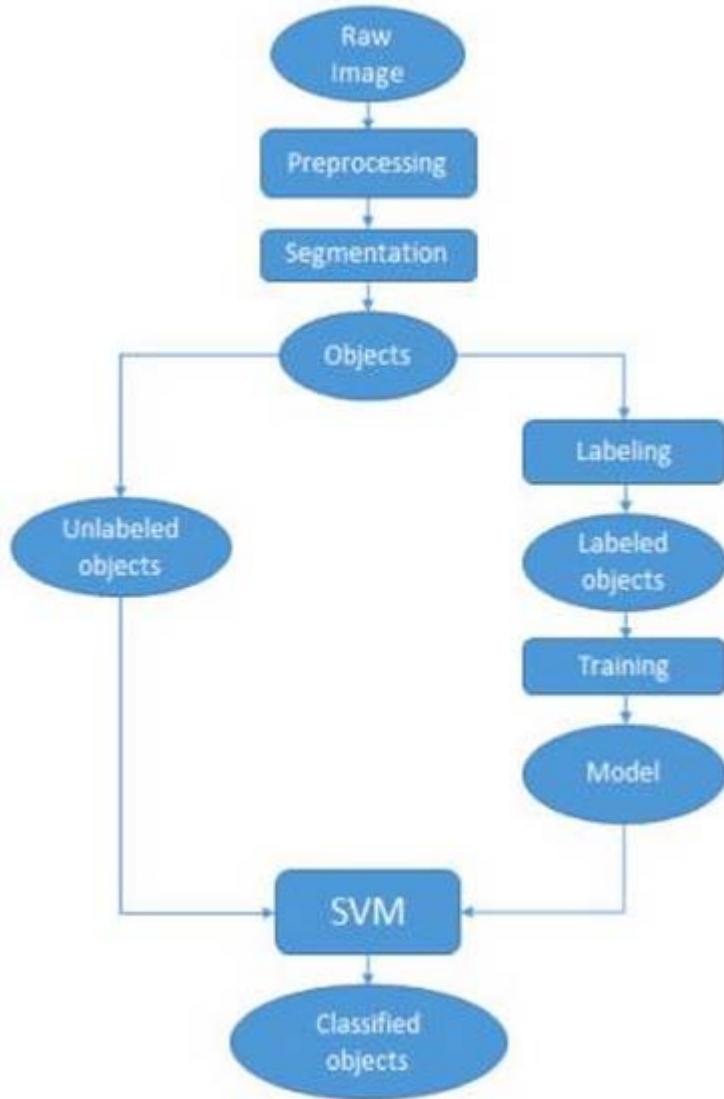 Raw
Image
Preprocessing
Segmentation
Objects
Labeling
Unlabeled
objects
Labeled
objects
Training
Model
SVM
Classified
objects